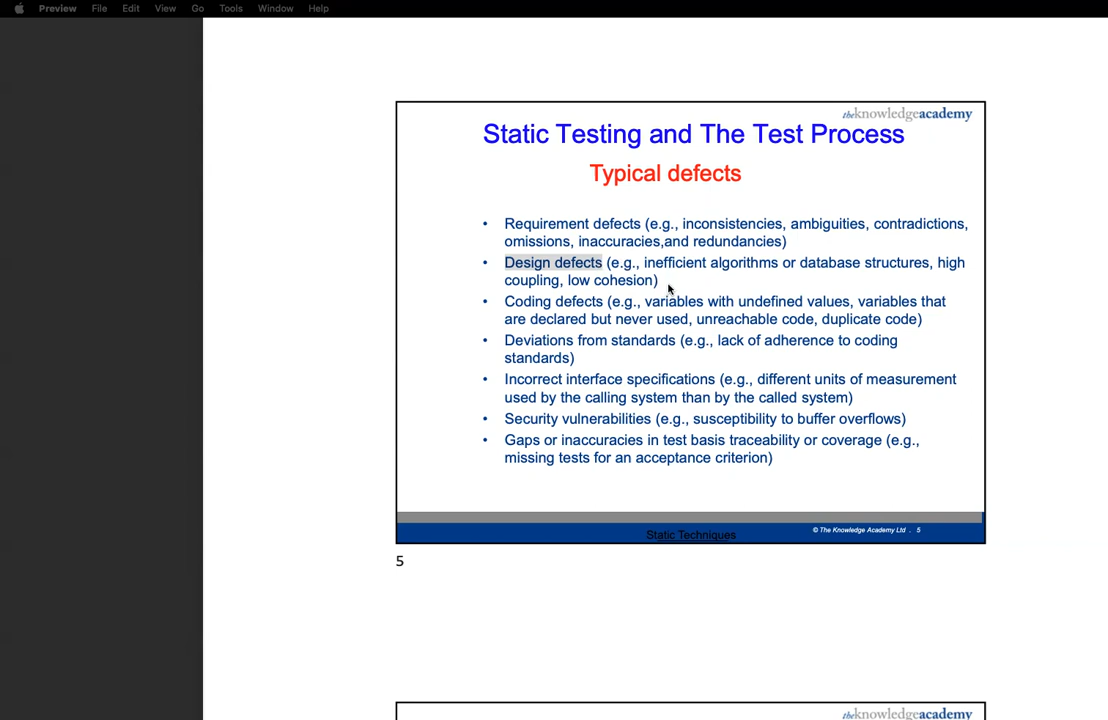 Preview File Edit View Go Tools Window Help
theknowledgeacademy
Static Testing and The Test Process
Typical defects
• Requirement defects (e.g., inconsistencies, ambiguities, contradictions,
omissions, inaccuracies,and redundancies)
• Design defects (e.g., inefficient algorithms or database structures, high
coupling, low cohesion)
• Coding defects (e.g., variables with undefined values, variables that
are declared but never used, unreachable code, duplicate code)
• Deviations from standards (e.g., lack of adherence to coding
standards)
• Incorrect interface specifications (e.g., different units of measurement
used by the calling system than by the called system)
• Security vulnerabilities (e.g., susceptibility to buffer overflows)
• Gaps or inaccuracies in test basis traceability or coverage (e.g.,
missing tests for an acceptance criterion)
Static Techniques
© The Knowledge Academy Ltd . 5
5
theknowledgeacademy